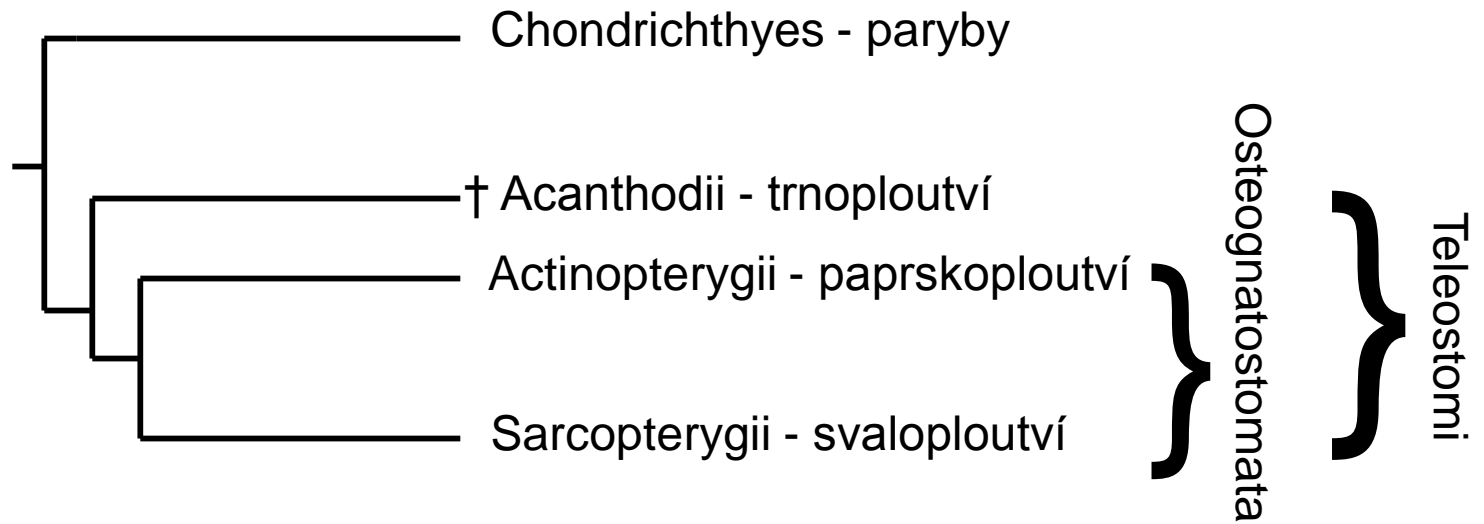 Chondrichthyes - paryby
† Acanthodii - trnoploutví
Actinopterygii - paprskoploutví
Sarcopterygii - svaloploutví
Osteognatostomata
Teleostomi